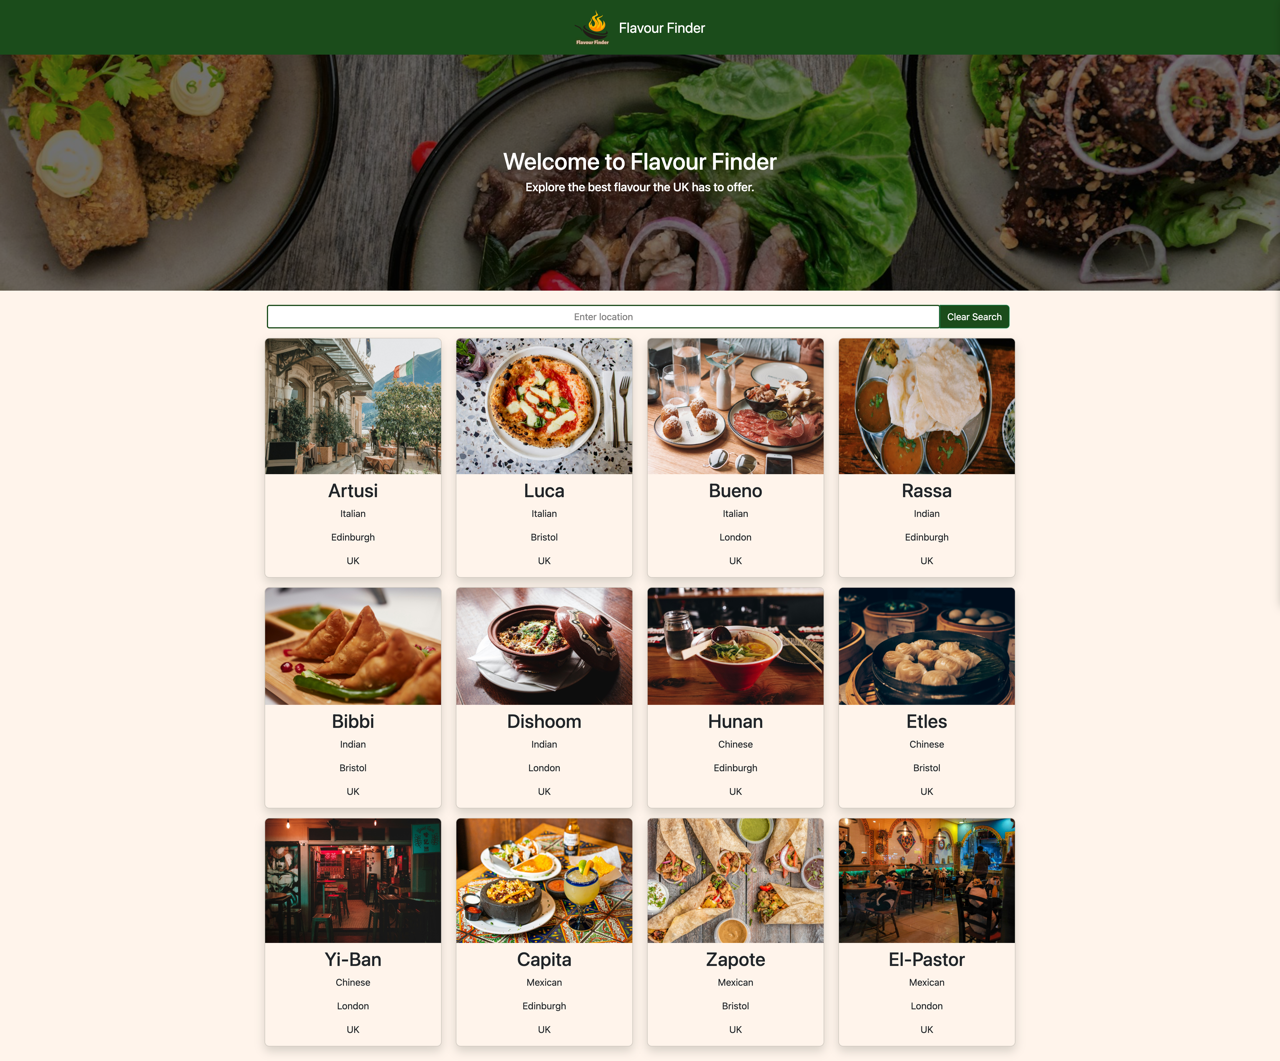 Flavour Finder
Flavour Finder
Welcome to Flavour Finder
Explore the best flavour the UK has to offer.
Enter location
Clear Search
Artusi
Italian
Edinburgh
UK
Luca
Italian
Bristol
UK
Bueno
Italian
London
UK
Rassa
Indian
Edinburgh
UK
Bibbi
Indian
Bristol
UK
Dishoom
Indian
London
UK
Hunan
Chinese
Edinburgh
UK
Etles
Chinese
Bristol
UK
Yi-Ban
Chinese
London
UK
Capita
Mexican
Edinburgh
UK
Zapote
Mexican
Bristol
UK
El-Pastor
Mexican
London
UK